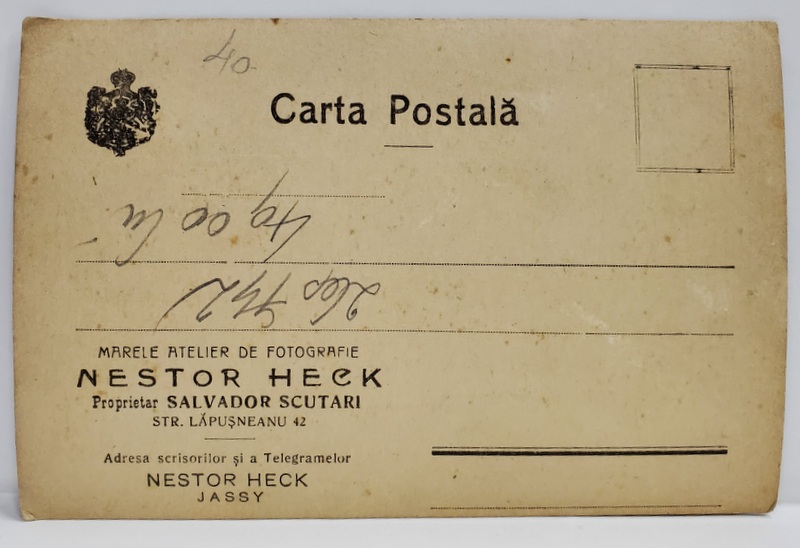 40
Carta Postală
MARELE ATELIER DE FOTOGRAFIE
NESTOR HECK
Proprietar SALVADOR SCUTARI
STR. LĂPUȘNEANU 42
Adresa scrisorilor și a Telegramelor
NESTOR HECK
JASSY